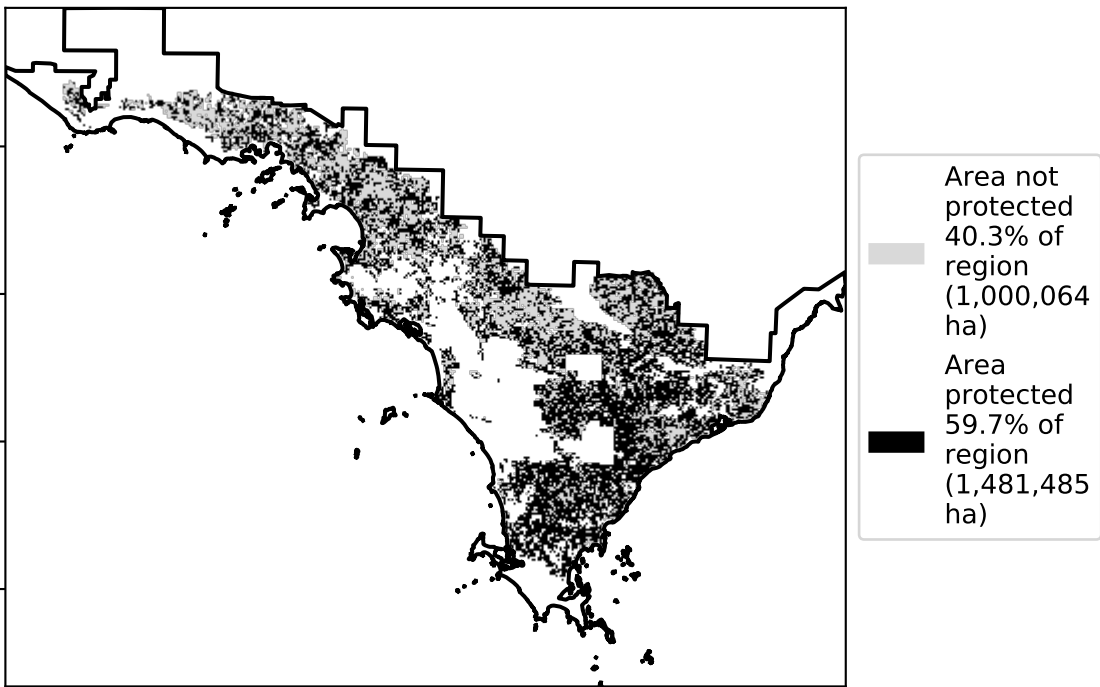 Area not
protected
40.3% of
region
(1,000,064
ha)
Area
protected
59.7% of
region
(1,481,485
ha)